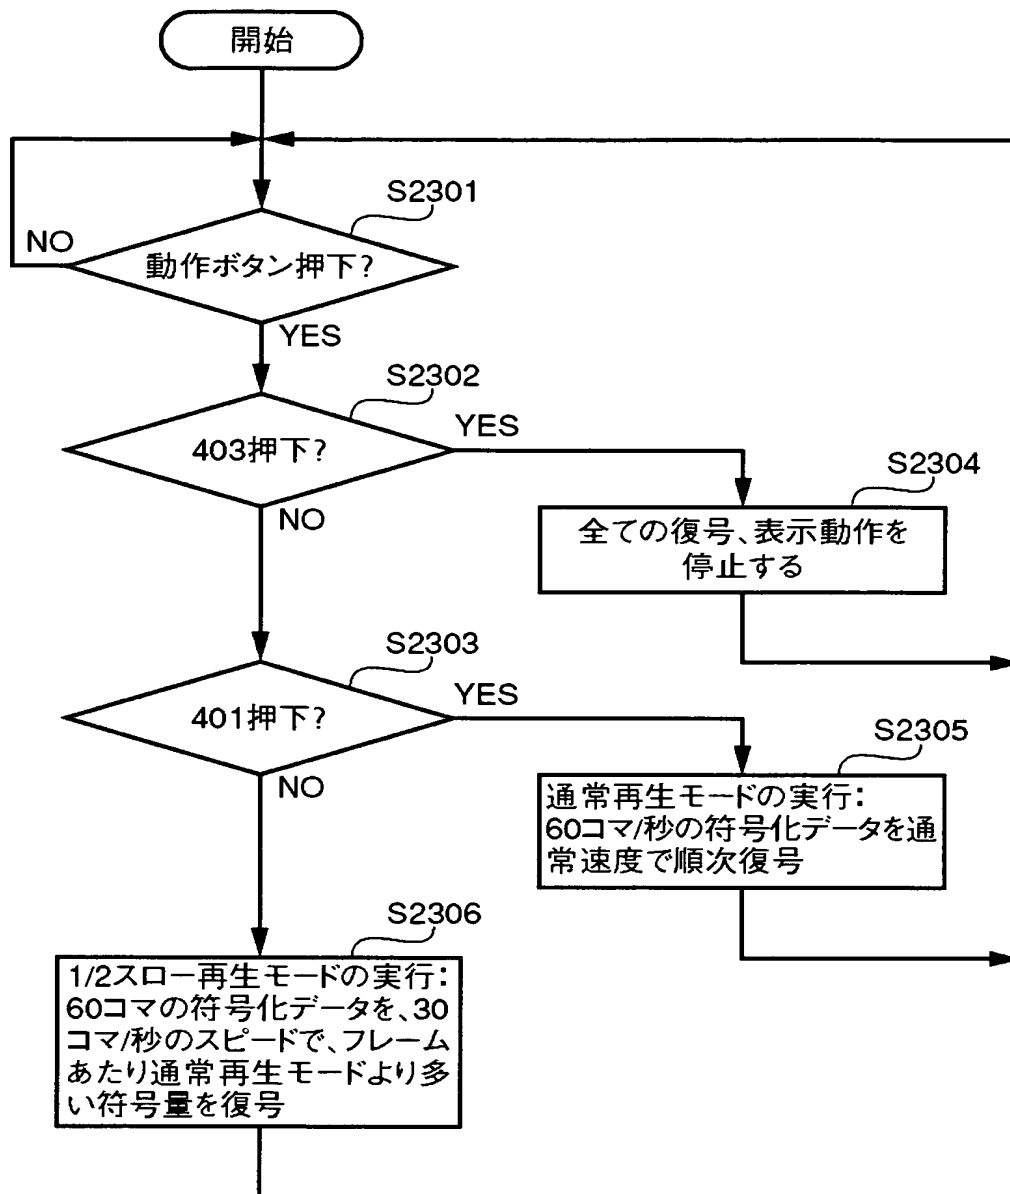 開始
S2301
NO
動作ボタン押下?
YES
S2302
403押下?
YES
NO
S2304
全ての復号、表示動作を
停止する
S2303
401押下?
YES
NO
S2305
通常再生モードの実行:
60コマ/秒の符号化データを通
常速度で順次復号
S2306
1/2スロー再生モードの実行:
60コマの符号化データを、30
コマ/秒のスピードで、フレーム
あたり通常再生モードより多
い符号量を復号